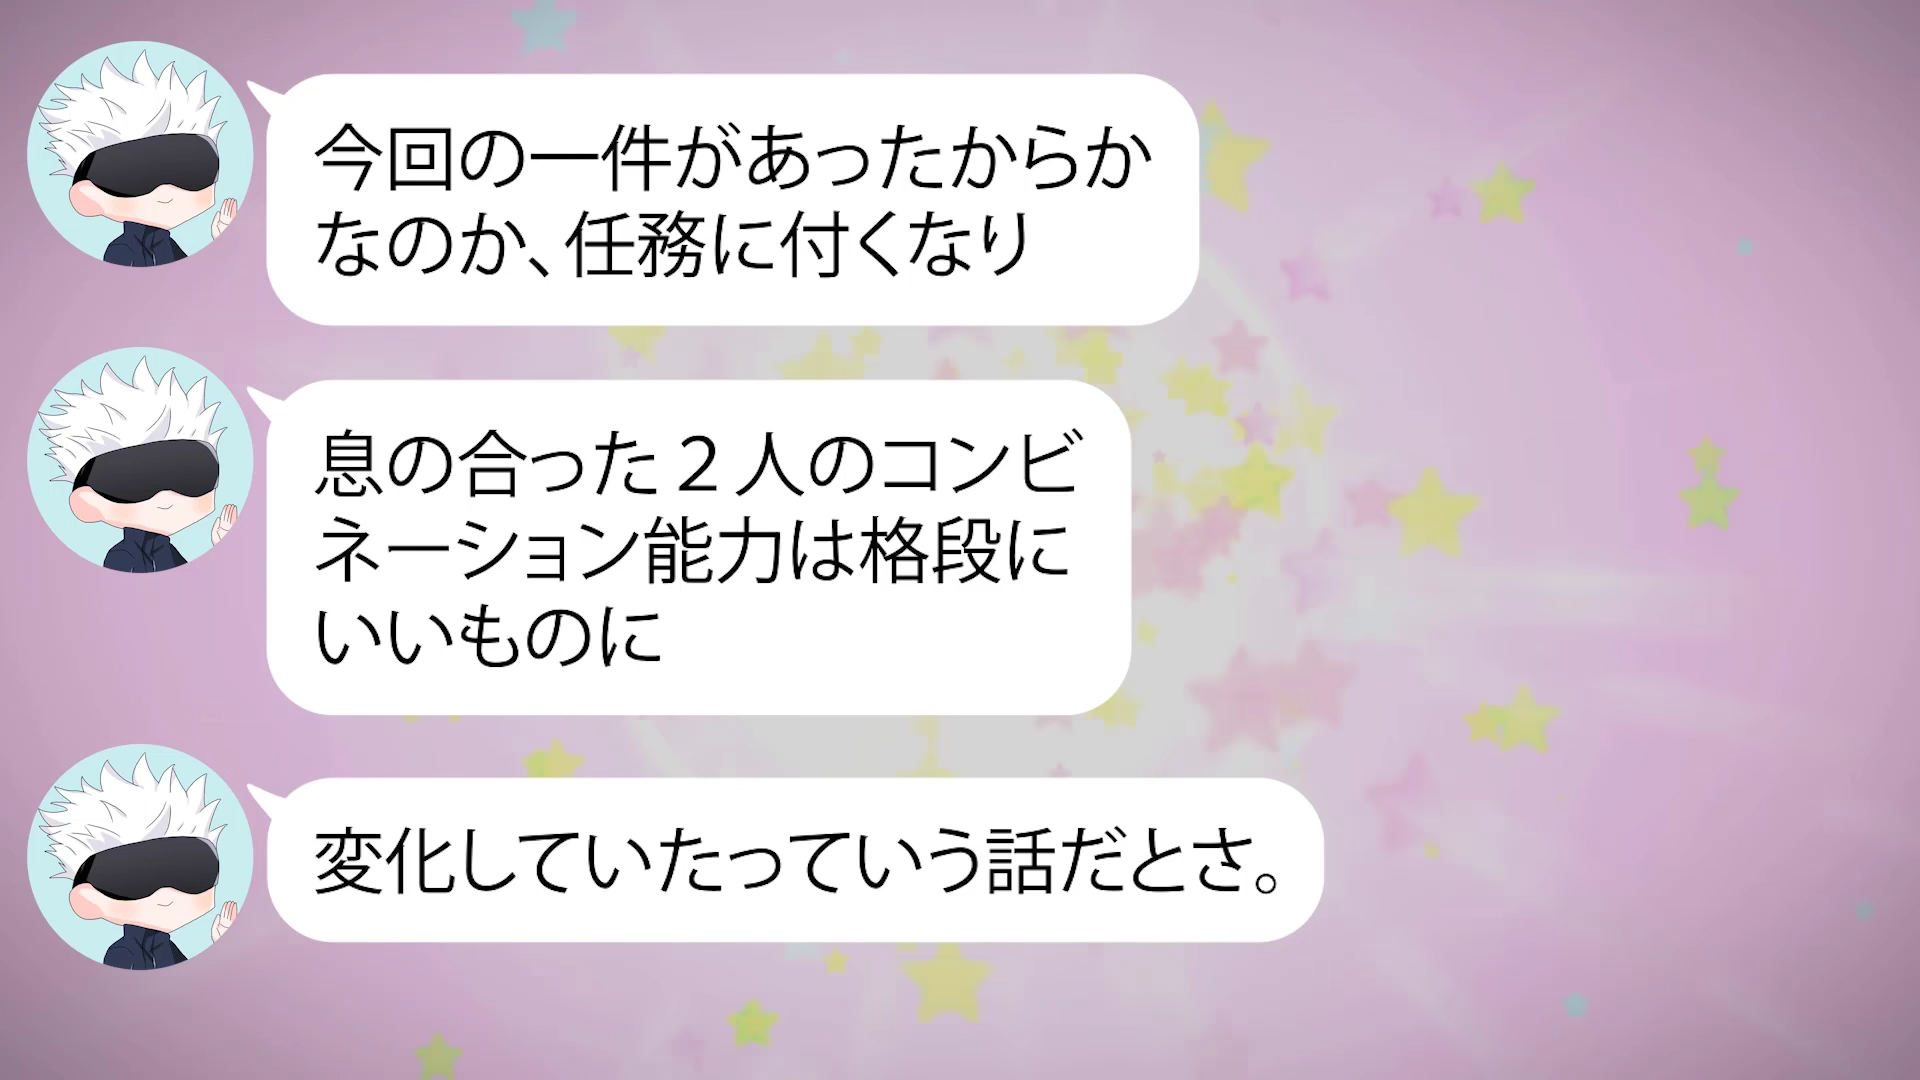 今回の一件があったからか
なのか、任務に付くなり
息の合った２人のコンビ
ネーション能力は格段に
いいものに
変化していたっていう話だとさ。